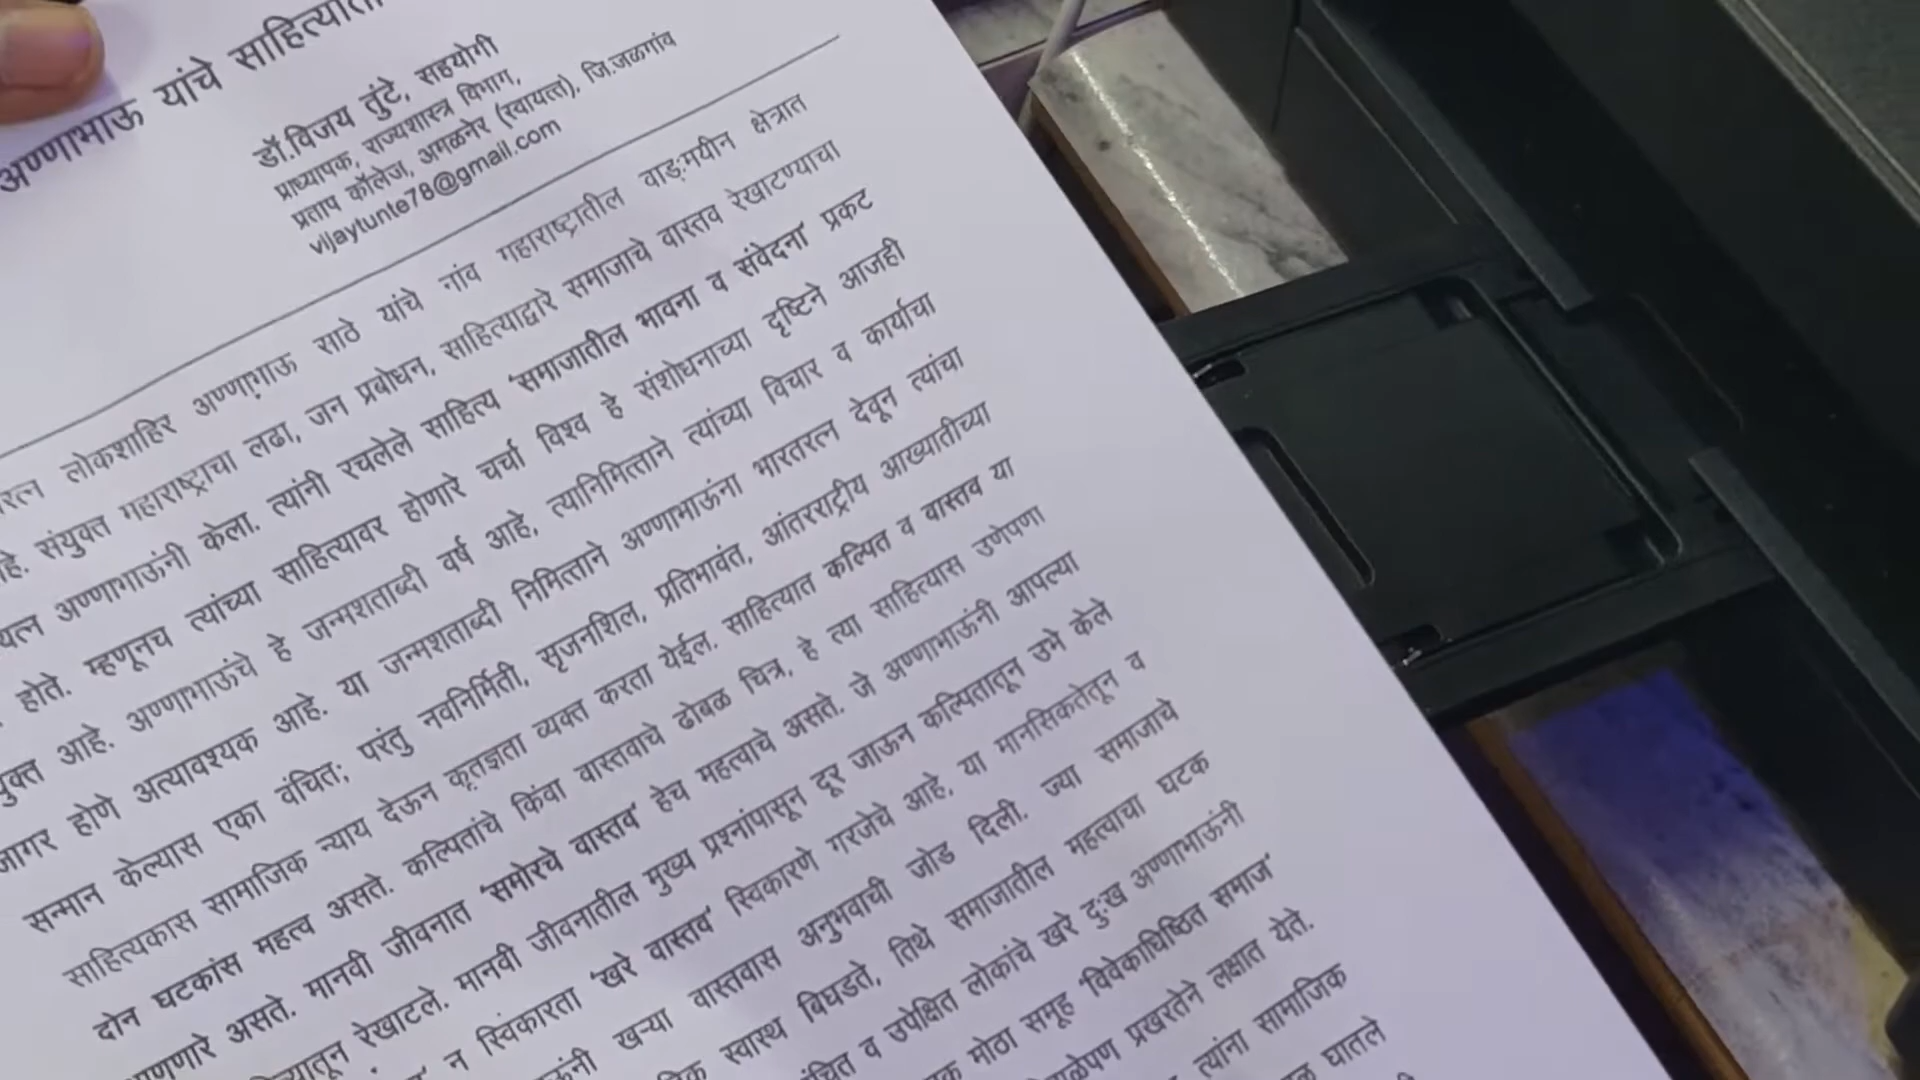 अण्णाभाऊ यांचे
डॉ.विजय तुंटे, सहयोगी
प्राध्यापक, राज्यशास्त्र विभाग,
प्रताप कॉलेज, अमळनेर (स्वायत्त), जि.जळगांव
vijaytunte78@gmail.com
लोकशाहिर अण्णाभाऊ साठे यांचे नांव महाराष्ट्रातील वाड़:मयीन क्षेत्रात
संयुक्त महाराष्ट्राचा लढा, जन प्रबोधन, साहित्याद्वारे समाजाचे वास्तव रेखाटण्याचा
अण्णाभाऊंनी केला. त्यांनी रचलेले साहित्य 'समाजातील भावना व संवेदना' प्रकट
होते. म्हणूनच त्यांच्या साहित्यावर होणारे चर्चा विश्व हे संशोधनाच्या दृष्टिने आजही
आहे. अण्णाभाऊंचे हे जन्मशताब्दी वर्ष आहे, त्यानिमित्ताने त्यांच्या विचार व कार्याचा
जागर होणे अत्यावश्यक आहे. या जन्मशताब्दी निमित्ताने अण्णाभाऊंना भारतरत्न देवून त्यांचा
सन्मान केल्यास एका वंचित; परंतु नवनिर्मिती, सृजनशिल, प्रतिभावंत, आंतरराट्रीय आख्यातीच्या
साहित्यिकास सामाजिक न्याय देऊन कृतज्ञता व्यक्त करता येईल. साहित्यात कल्पित व वास्तव या
दोन घटकांस महत्व असते. कल्पितांचे किंवा वास्तवाचे ढोबळ चित्र, हे त्या साहित्यास उणेपणा
आणणारे असते. मानवी जीवनात 'समोरचे वास्तव' हेच महत्वाचे असते. जे अण्णाभाऊंनी आपल्या
रेखाटले. मानवी जीवनातील मुख्य प्रश्नांपासून दूर जाऊन कल्पितातून उभे केले
न स्विकारता 'खरे वास्तव' स्विकारणे गरजेचे आहे, या मानसिकतेतून व
खऱ्या वास्तवास अनुभवाची जोड दिली. ज्या समाजाचे
स्वास्थ बिघडते, तिथे समाजातील महत्वाचा घटक
व उपेक्षित लोकांचे खरे दु:ख अण्णाभाऊंनी
मोठा समूह 'विवेकाधिष्ठित समाज'
प्रखरतेने लक्षात येते.
त्यांना सामाजिक
घातले